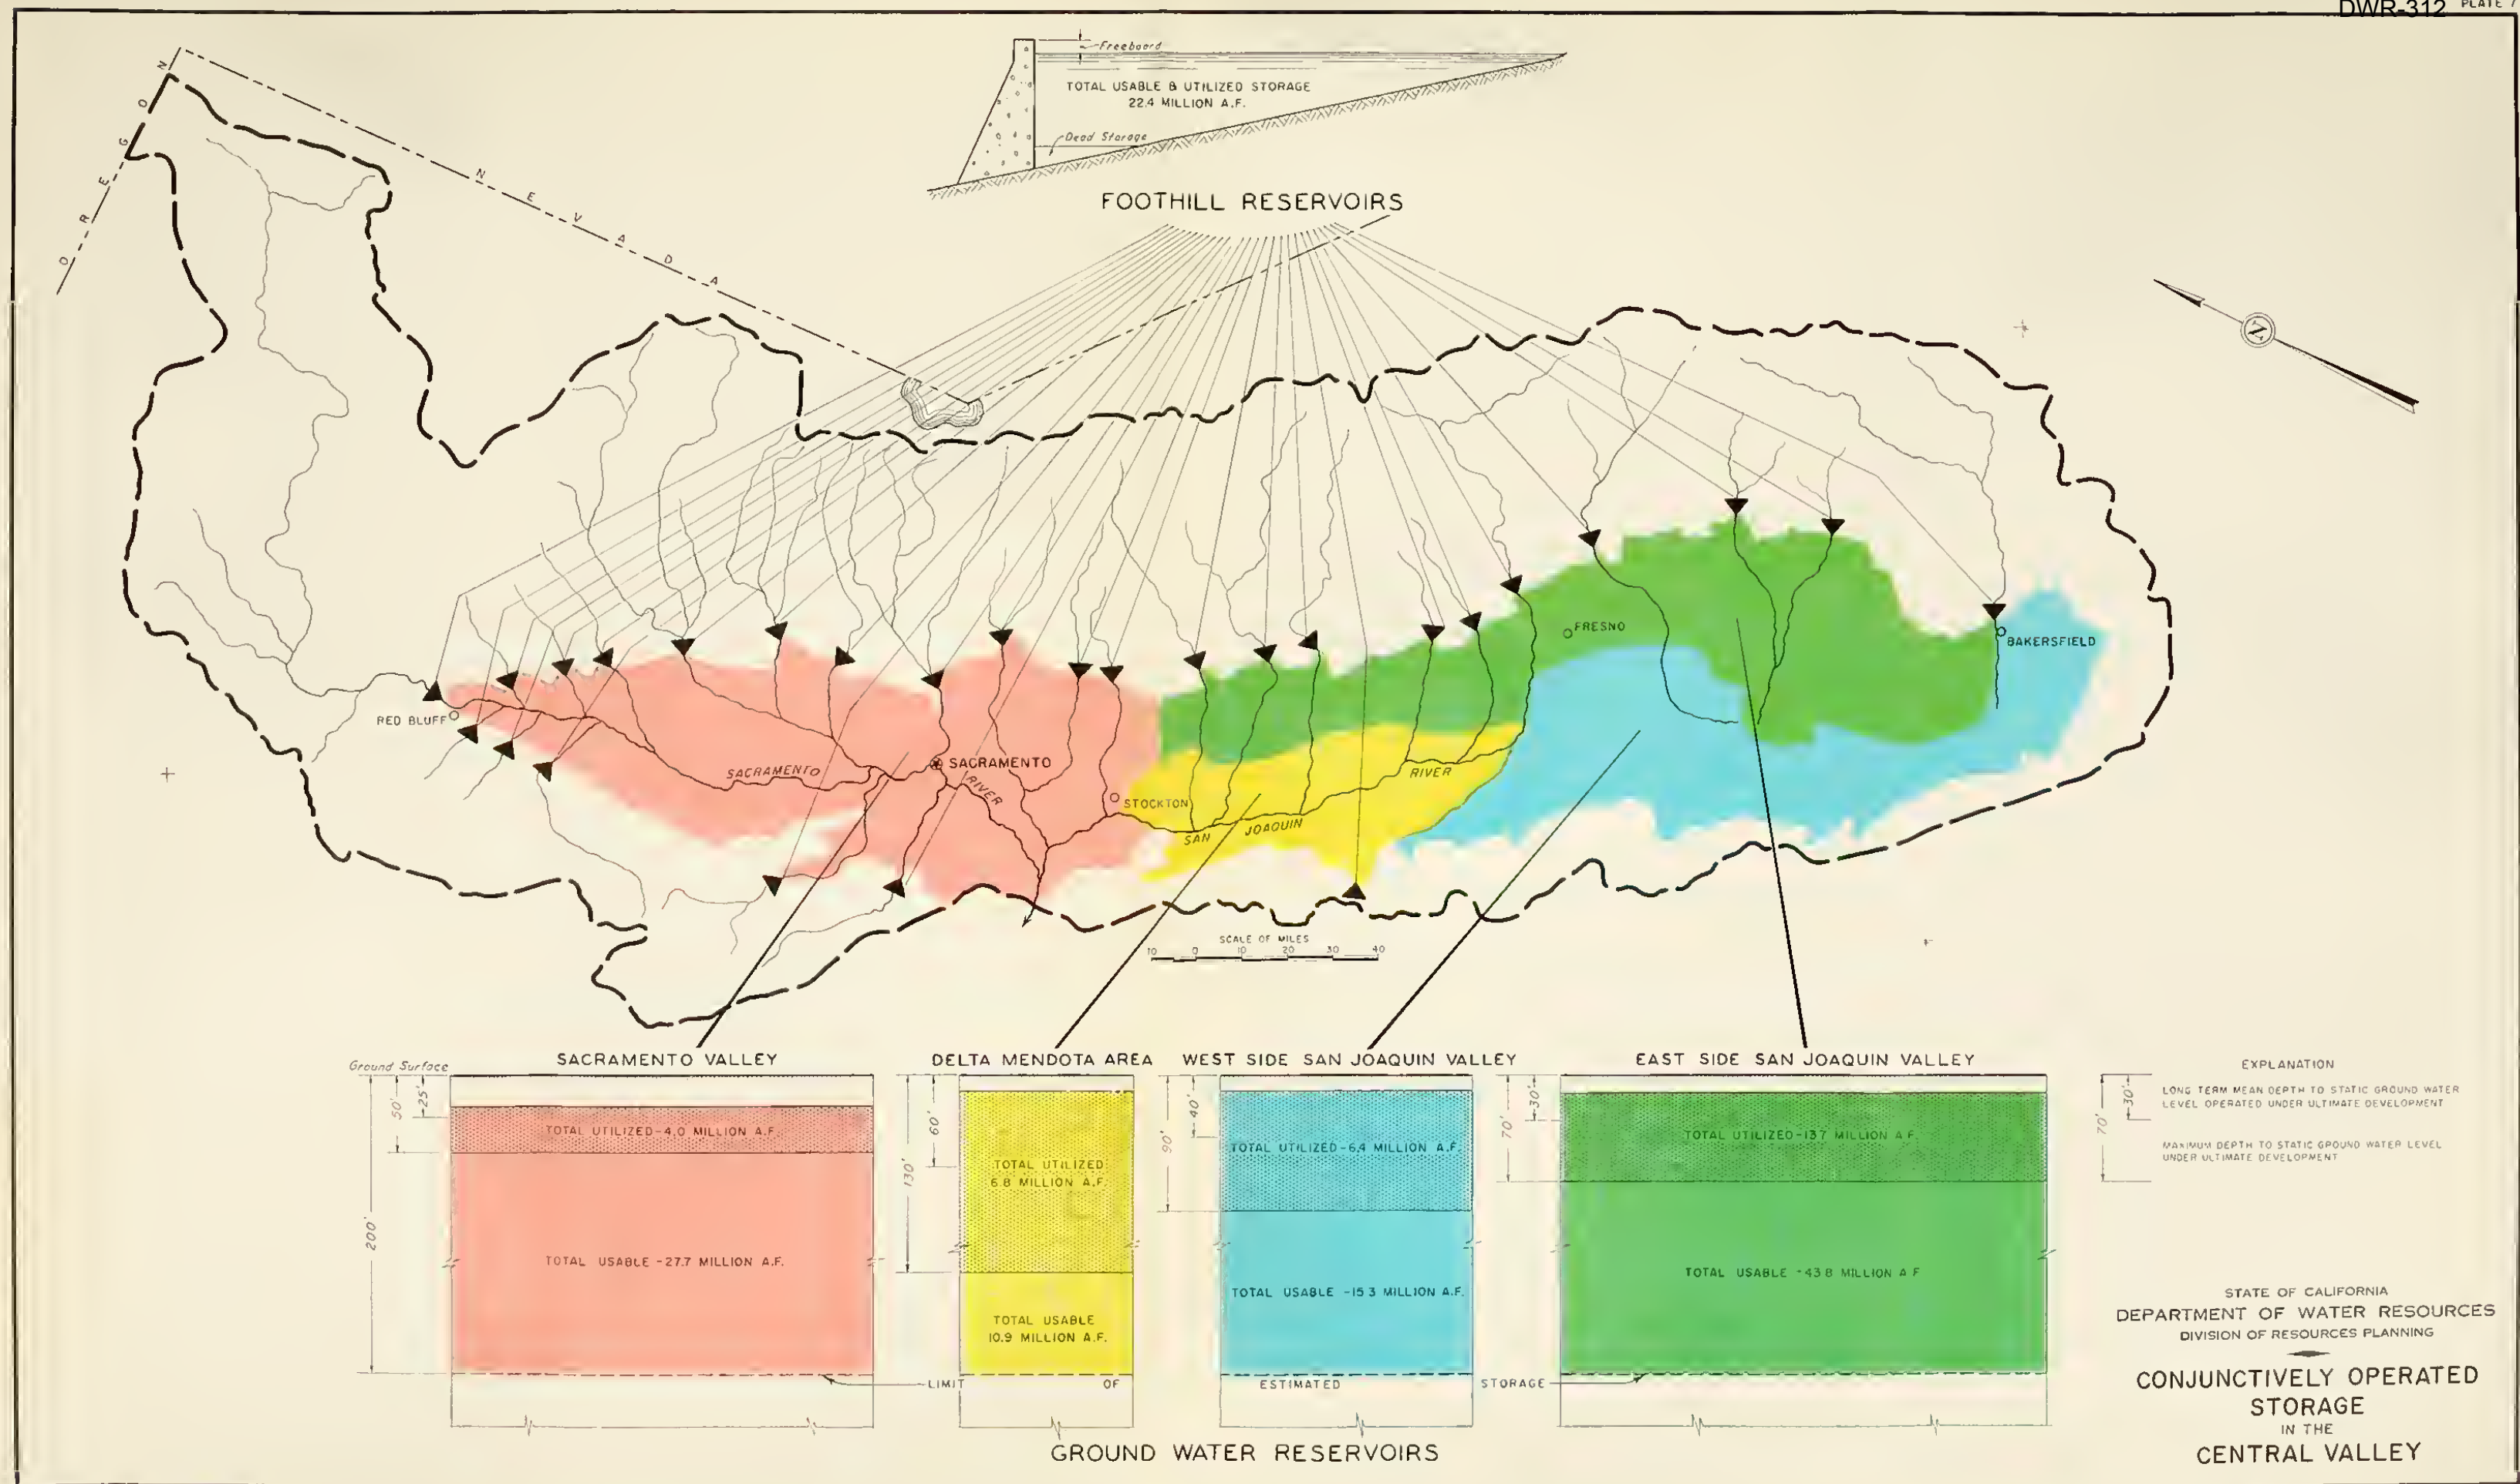 DWR-312
PLATE 7
Freeboard
TOTAL USABLE & UTILIZED STORAGE
22.4 MILLION A.F.
Dead Storage
FOOTHILL RESERVOIRS
OREGON
NEVADA
N
FRESNO
BAKERSFIELD
RED BLUFF
SACRAMENTO
RIVER
SACRAMENTO
STOCKTON
SAN JOAQUIN
RIVER
SCALE OF MILES
10 0 10 20 30 40
Ground Surface
SACRAMENTO VALLEY
25'
50'
200'
TOTAL UTILIZED-4.0 MILLION A.F.
TOTAL USABLE -27.7 MILLION A.F.
DELTA MENDOTA AREA
60'
130'
TOTAL UTILIZED
6.8 MILLION A.F.
TOTAL USABLE
10.9 MILLION A.F.
WEST SIDE SAN JOAQUIN VALLEY
40'
90'
TOTAL UTILIZED-6.4 MILLION A.F.
TOTAL USABLE -15.3 MILLION A.F.
EAST SIDE SAN JOAQUIN VALLEY
30'
70'
TOTAL UTILIZED-13.7 MILLION A.F.
TOTAL USABLE -43.8 MILLION A.F.
LIMIT OF ESTIMATED STORAGE
GROUND WATER RESERVOIRS
EXPLANATION
30'
70'
LONG TERM MEAN DEPTH TO STATIC GROUND WATER
LEVEL OPERATED UNDER ULTIMATE DEVELOPMENT
MAXIMUM DEPTH TO STATIC GROUND WATER LEVEL
UNDER ULTIMATE DEVELOPMENT
STATE OF CALIFORNIA
DEPARTMENT OF WATER RESOURCES
DIVISION OF RESOURCES PLANNING
CONJUNCTIVELY OPERATED
STORAGE
IN THE
CENTRAL VALLEY